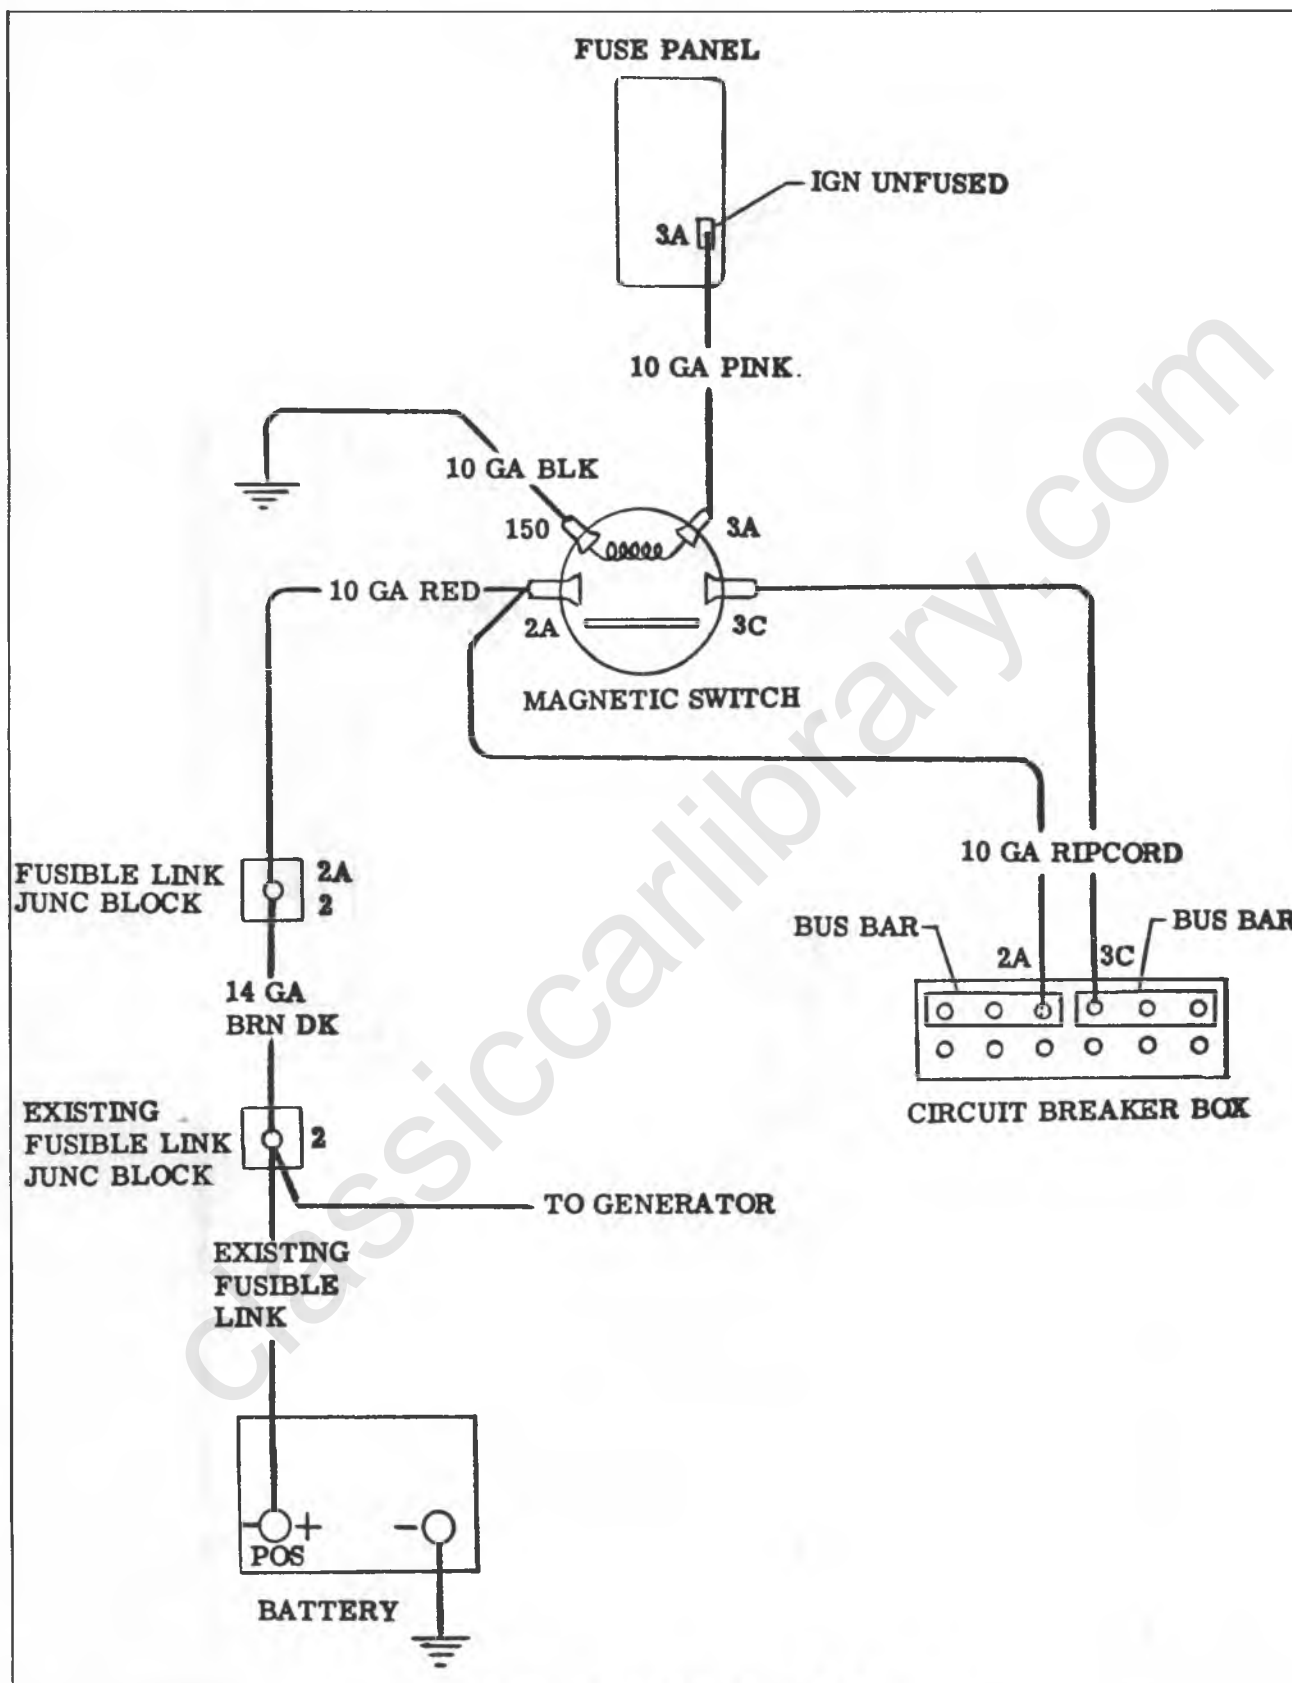 FUSE PANEL
IGN UNFUSED
3A
10 GA PINK.
10 GA BLK
150
3A
10 GA RED
2A
3C
MAGNETIC SWITCH
FUSIBLE LINK
JUNC BLOCK
2A
2
10 GA RIPCORD
BUS BAR
BUS BAR
2A
3C
14 GA
BRN DK
CIRCUIT BREAKER BOX
EXISTING
FUSIBLE LINK
JUNC BLOCK
2
TO GENERATOR
EXISTING
FUSIBLE
LINK
+
-
POS
BATTERY
classiccarlibrary.com